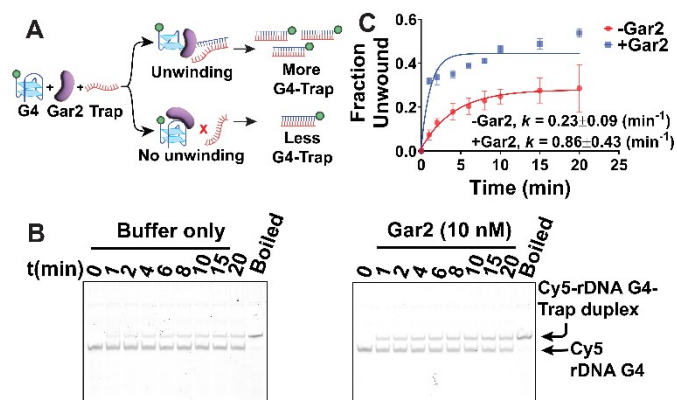 A
G4 + Gar2 + Trap
Unwinding
More
G4-Trap
X
No unwinding
Less
G4-Trap
C
Fraction
Unwound
0.6
0.4
0.2
0.0
-Gar2
+Gar2
-Gar2, k = 0.23±0.09 (min-1)
+Gar2, k = 0.86±0.43 (min-1)
0 5 10 15 20 25
Time (min)
B
Buffer only
t(min) 0 1 2 4 6 8 10 15 20 Boiled
Gar2 (10 nM)
0 1 2 4 6 8 10 15 20 Boiled
Cy5-rDNA G4-
Trap duplex
Cy5
rDNA G4